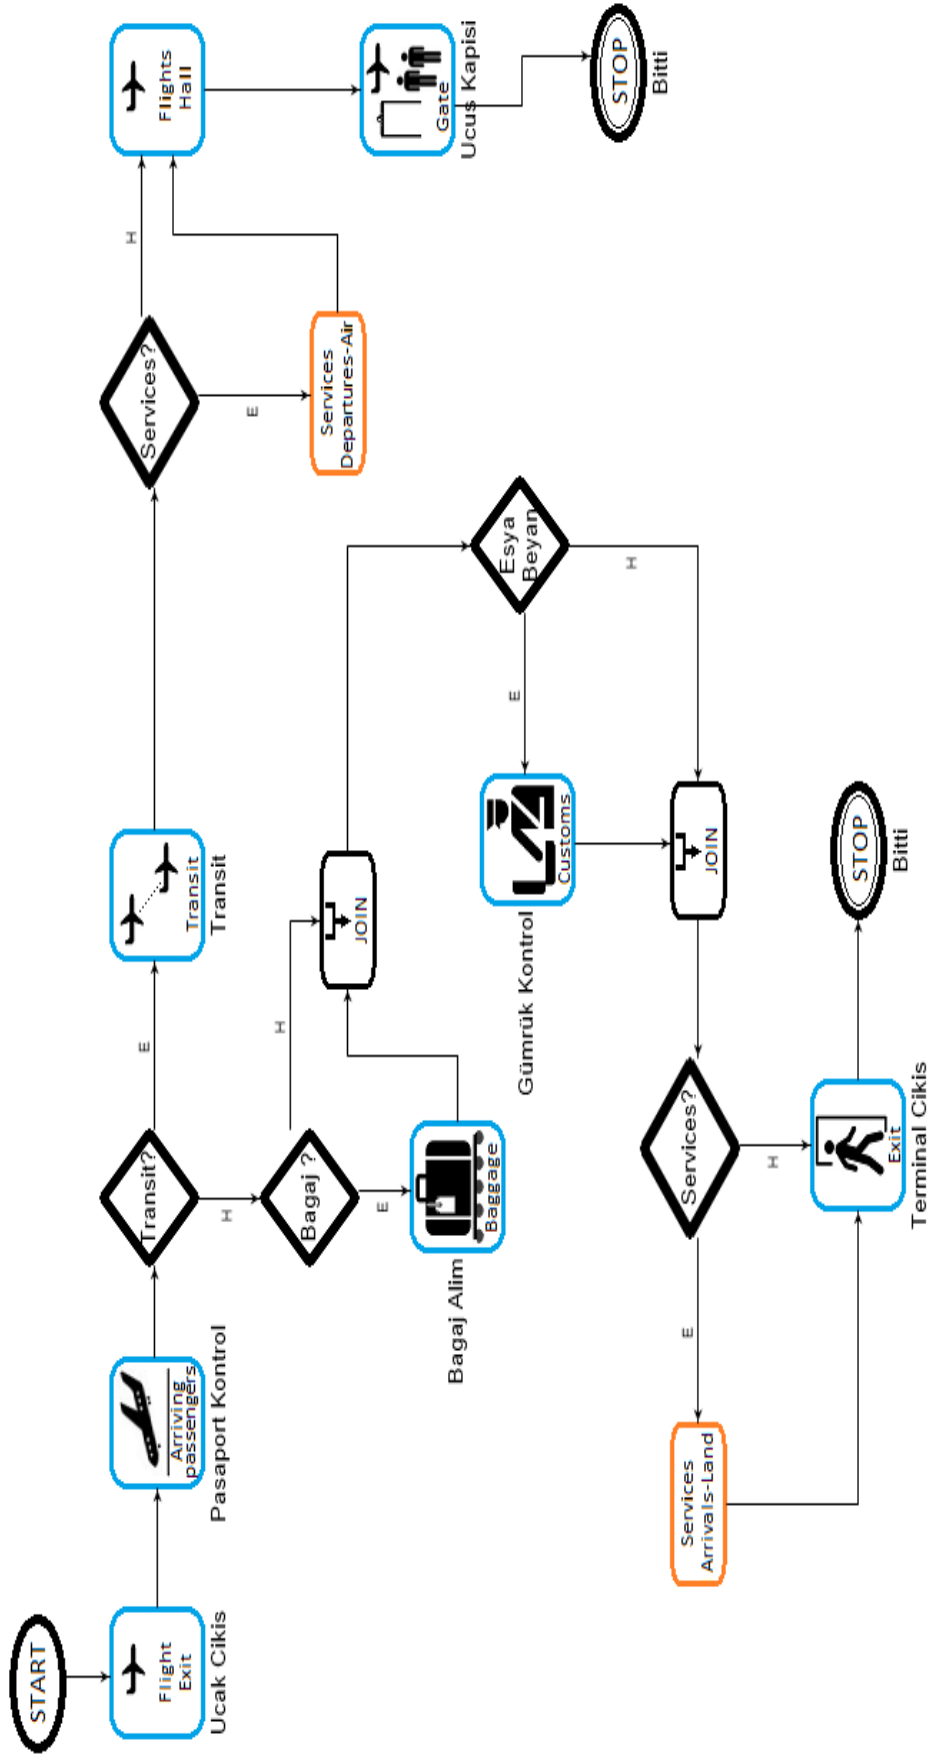 START
Flight
Exit
Ucak Cikis
Arriving
passengers
Pasaport Kontrol
Transit?
E
H
Transit
Transit
Services?
H
E
Services
Departures-Air
Flights
Hall
Gate
Ucus Kapisi
STOP
Bitti
Bagaj ?
H
E
Baggage
Bagaj Alim
JOIN
Esya
Beyan
E
H
Customs
Gümrük Kontrol
JOIN
Services?
E
H
Services
Arrivals-Land
Exit
Terminal Cikis
STOP
Bitti